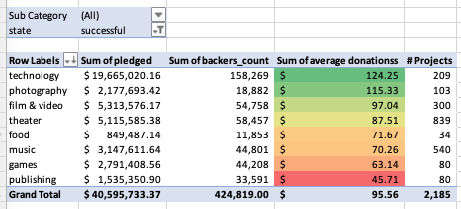 Sub Category (All)
state successful
Row Labels Sum of pledged Sum of backers_count Sum of average donationss # Projects
technology $ 19,665,020.16 158,269 $ 124.25 209
photography $ 2,177,693.42 18,882 $ 115.33 103
film & video $ 5,313,576.17 54,758 $ 97.04 300
theater $ 5,115,585.38 58,457 $ 87.51 839
food $ 849,487.14 11,853 $ 71.67 34
music $ 3,147,611.64 44,801 $ 70.26 540
games $ 2,791,408.56 44,208 $ 63.14 80
publishing $ 1,535,350.90 33,591 $ 45.71 80
Grand Total $ 40,595,733.37 424,819.00 $ 95.56 2,185